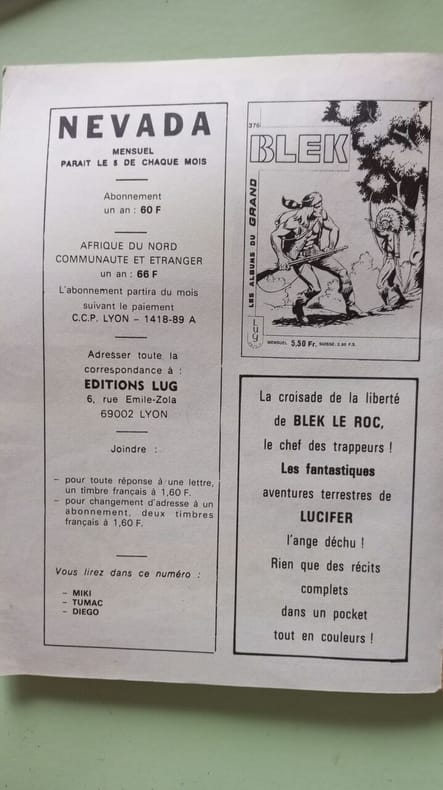 NEVADA
MENSUEL
PARAIT LE 5 DE CHAQUE MOIS
Abonnement
un an : 60 F
AFRIQUE DU NORD
COMMUNAUTE ET ETRANGER
un an : 66 F
L'abonnement partira du mois
suivant le paiement
C.C.P. LYON – 1418-89 A
Adresser toute la
correspondance à :
EDITIONS LUG
6, rue Emile-Zola
69002 LYON
Joindre :
– pour toute réponse à une lettre,
un timbre français à 1,60 F.
– pour changement d'adresse à un
abonnement, deux timbres
français à 1,60 F.
Vous lirez dans ce numéro :
– MIKI
– TUMAC
– DIEGO
376
BLEK
LES ALBUMS DU GRAND
LUG
MENSUEL 5,50 Fr. SUISSE: 2,80 F.S.
La croisade de la liberté
de BLEK LE ROC,
le chef des trappeurs !
Les fantastiques
aventures terrestres de
LUCIFER
l'ange déchu !
Rien que des récits
complets
dans un pocket
tout en couleurs !